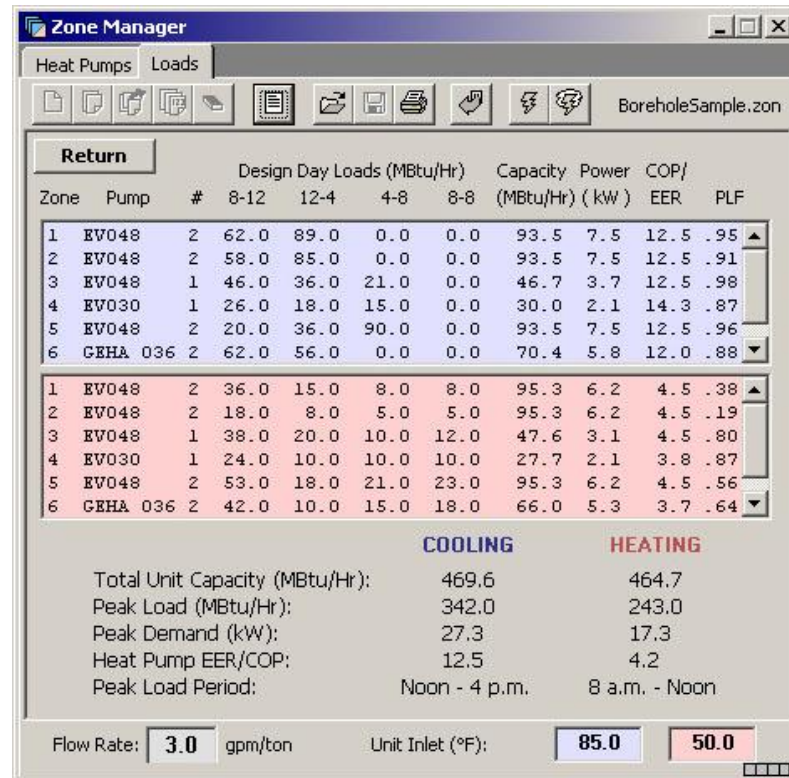 Zone Manager
Heat Pumps Loads
BoreholeSample.zon
Return
Design Day Loads (MBtu/Hr) Capacity Power COP/
Zone Pump # 8-12 12-4 4-8 8-8 (MBtu/Hr) ( kW ) EER PLF
1 EV048 2 62.0 89.0 0.0 0.0 93.5 7.5 12.5 .95
2 EV048 2 58.0 85.0 0.0 0.0 93.5 7.5 12.5 .91
3 EV048 1 46.0 36.0 21.0 0.0 46.7 3.7 12.5 .98
4 EV030 1 26.0 18.0 15.0 0.0 30.0 2.1 14.3 .87
5 EV048 2 20.0 36.0 90.0 0.0 93.5 7.5 12.5 .96
6 GEHA 036 2 62.0 56.0 0.0 0.0 70.4 5.8 12.0 .88
1 EV048 2 36.0 15.0 8.0 8.0 95.3 6.2 4.5 .38
2 EV048 2 18.0 8.0 5.0 5.0 95.3 6.2 4.5 .19
3 EV048 1 38.0 20.0 10.0 12.0 47.6 3.1 4.5 .80
4 EV030 1 24.0 10.0 10.0 10.0 27.7 2.1 3.8 .87
5 EV048 2 53.0 18.0 21.0 23.0 95.3 6.2 4.5 .56
6 GEHA 036 2 42.0 10.0 15.0 18.0 66.0 5.3 3.7 .64
COOLING HEATING
Total Unit Capacity (MBtu/Hr): 469.6 464.7
Peak Load (MBtu/Hr): 342.0 243.0
Peak Demand (kW): 27.3 17.3
Heat Pump EER/COP: 12.5 4.2
Peak Load Period: Noon - 4 p.m. 8 a.m. - Noon
Flow Rate: 3.0 gpm/ton Unit Inlet (°F): 85.0 50.0